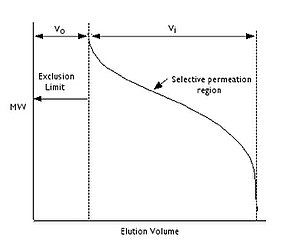 Vo
Vi
Exclusion
Limit
Selective permeation
region
MW
Elution Volume